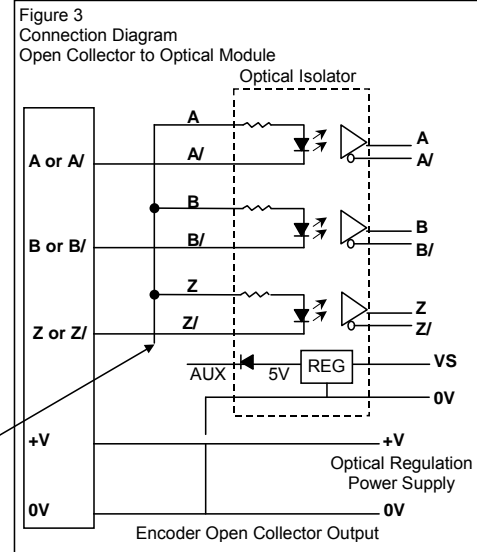 Figure 3
Connection Diagram
Open Collector to Optical Module
Optical Isolator
A
A
A or A/
A/
A/
B
B
B or B/
B/
B/
Z
Z
Z or Z/
Z/
Z/
AUX
5V
REG
VS
0V
+V
+V
Optical Regulation
Power Supply
0V
0V
Encoder Open Collector Output